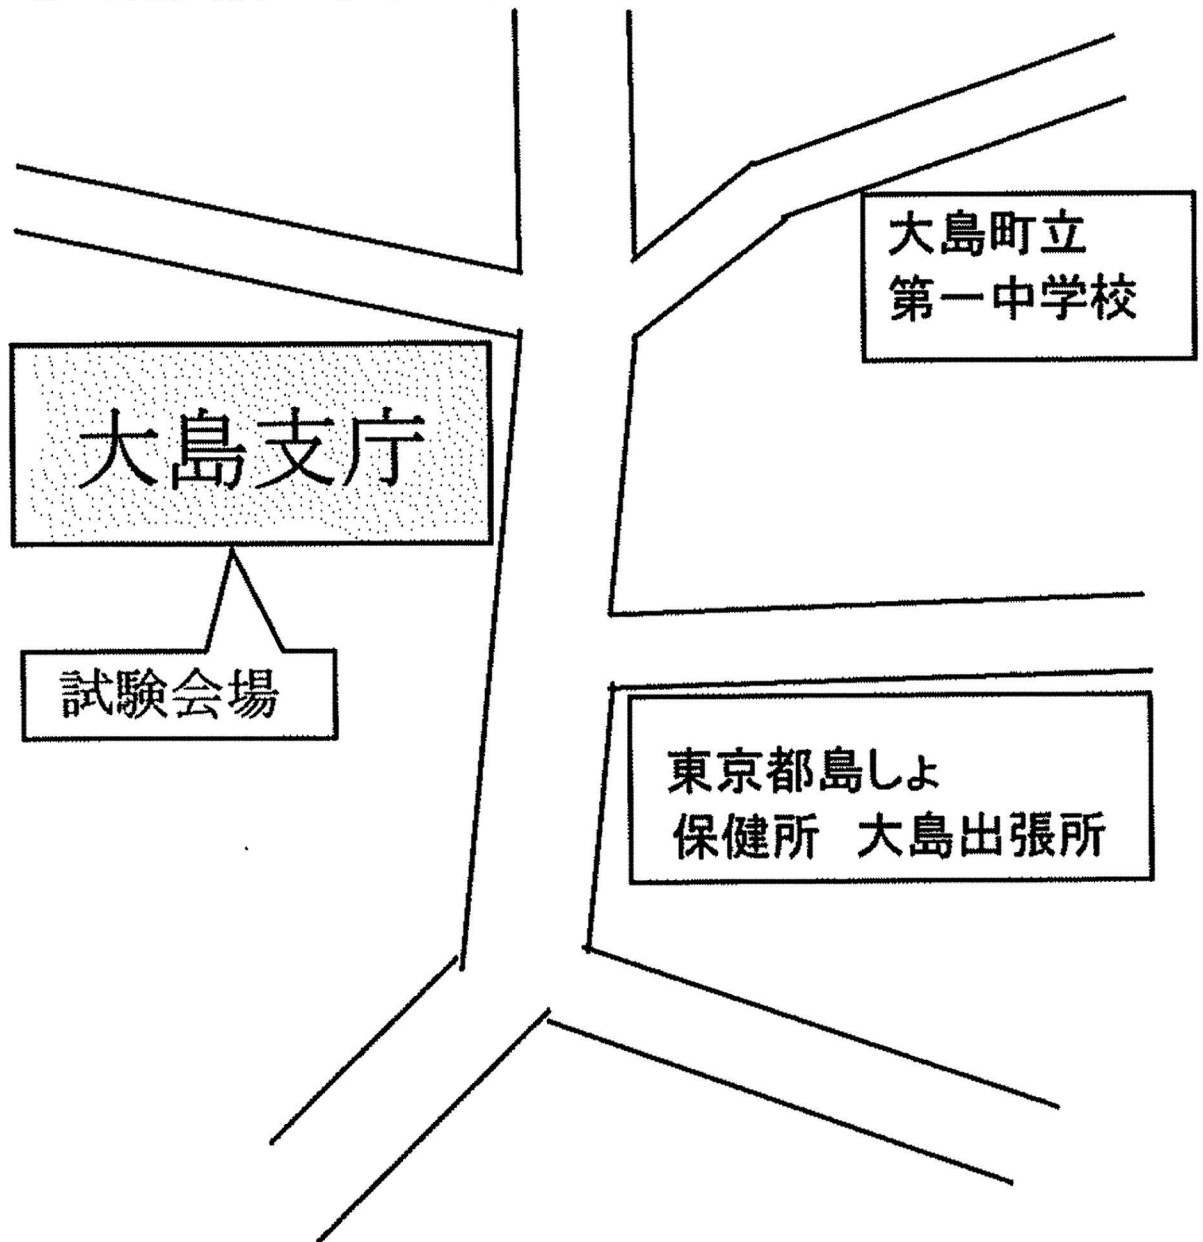 大島町立
第一中学校
大島支庁
試験会場
東京都島しょ
保健所　大島出張所